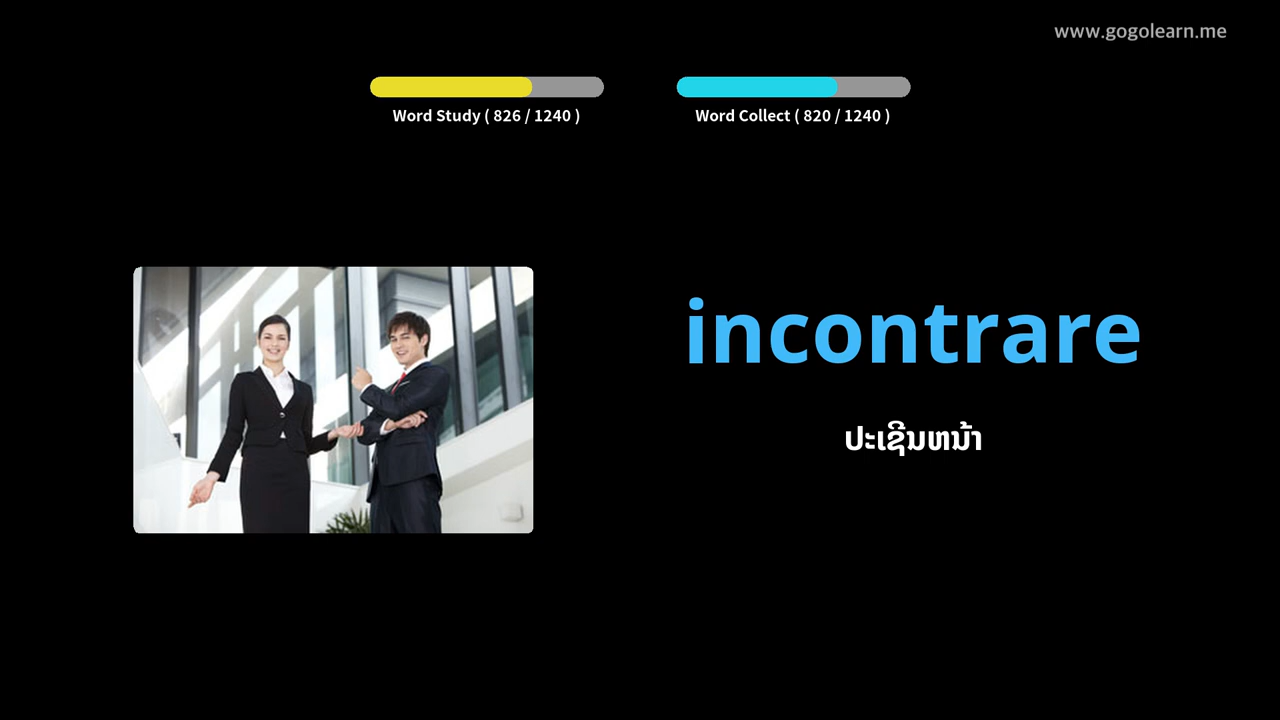 www.gogolearn.me
Word Study ( 826 / 1240 )
Word Collect ( 820 / 1240 )
incontrare
ປະເຊີນຫນ້າ